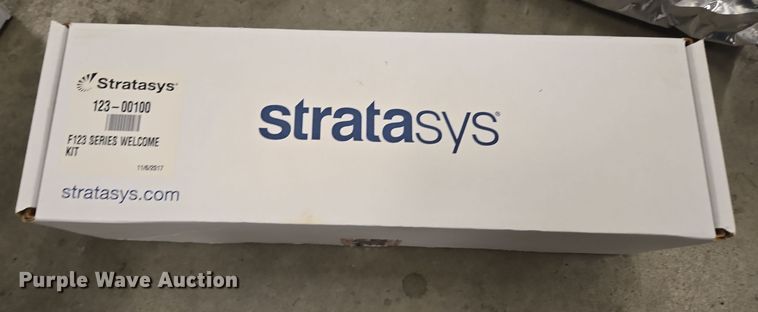 Stratasys
123-00100
F123 SERIES WELCOME
KIT
11/6/2017
stratasys.com
stratasys
Purple Wave Auction